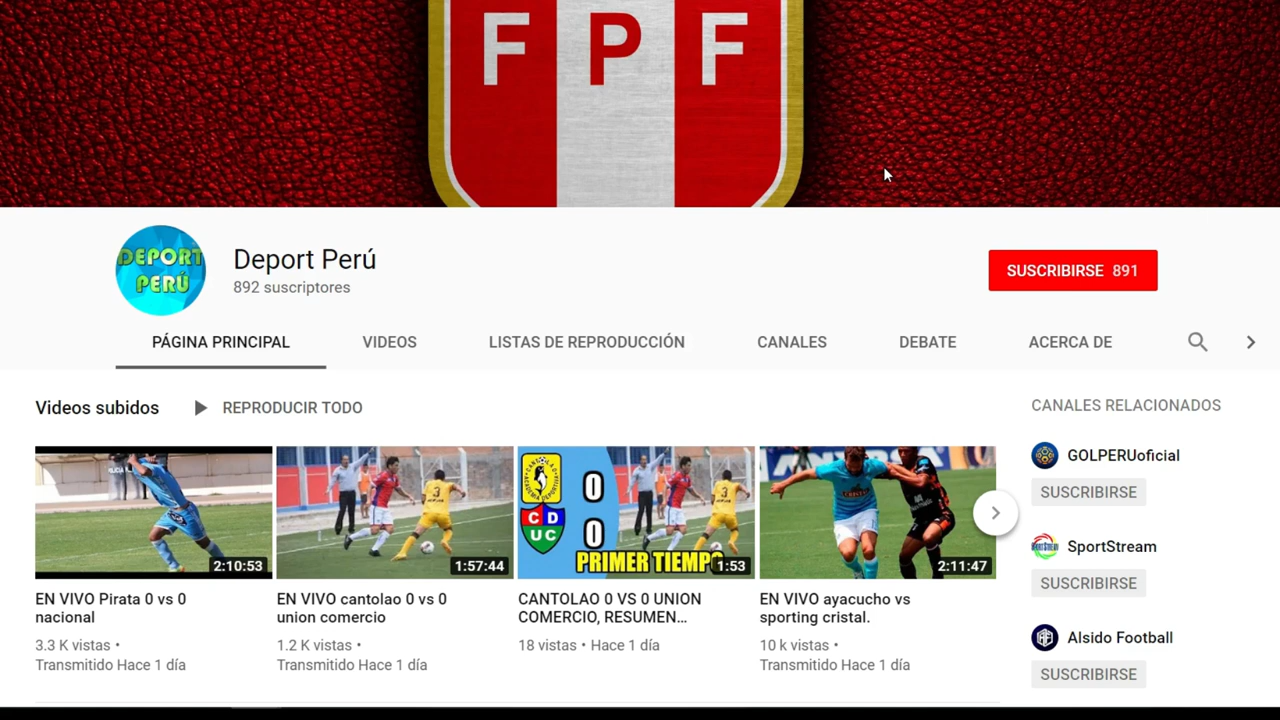 F P F
DEPORT
PERÚ
Deport Perú
892 suscriptores
SUSCRIBIRSE 891
PÁGINA PRINCIPAL
VIDEOS
LISTAS DE REPRODUCCIÓN
CANALES
DEBATE
ACERCA DE
Videos subidos
REPRODUCIR TODO
2:10:53
EN VIVO Pirata 0 vs 0
nacional
3.3 K vistas •
Transmitido Hace 1 día
1:57:44
EN VIVO cantolao 0 vs 0
union comercio
1.2 K vistas •
Transmitido Hace 1 día
0
0
CD
UC
PRIMER TIEMPO
1:53
CANTOLAO 0 VS 0 UNION
COMERCIO, RESUMEN...
18 vistas • Hace 1 día
2:11:47
EN VIVO ayacucho vs
sporting cristal.
10 k vistas •
Transmitido Hace 1 día
CANALES RELACIONADOS
GOLPERUoficial
SUSCRIBIRSE
SportStream
SUSCRIBIRSE
Alsido Football
SUSCRIBIRSE